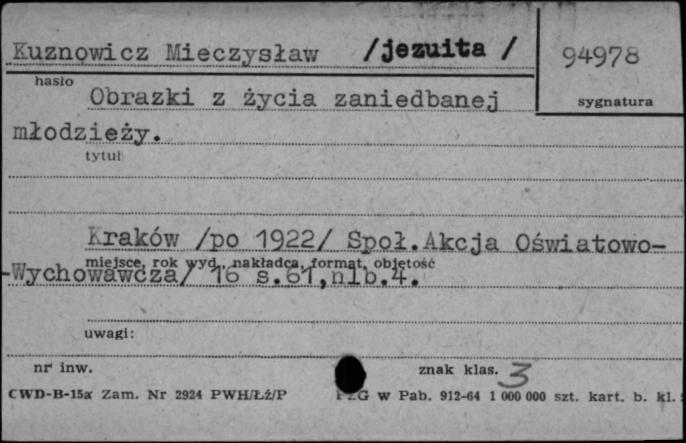 Kuznowicz Mieczysław /jezuita /
94978
hasło
sygnatura
Obrazki z życia zaniedbanej
młodzieży.
tytuł
Kraków /po 1922/ Społ.Akcja Oświatowo-
miejsce, rok wyd., nakładca, format, objętość
-Wychowawcza/ 16 s.61,nlb.4.
uwagi:
nr inw.
znak klas. 3
CWD-B-15a Zam. Nr 2924 PWH/Łź/P
PZG w Pab. 912-64 1 000 000 szt. kart. b. kl.